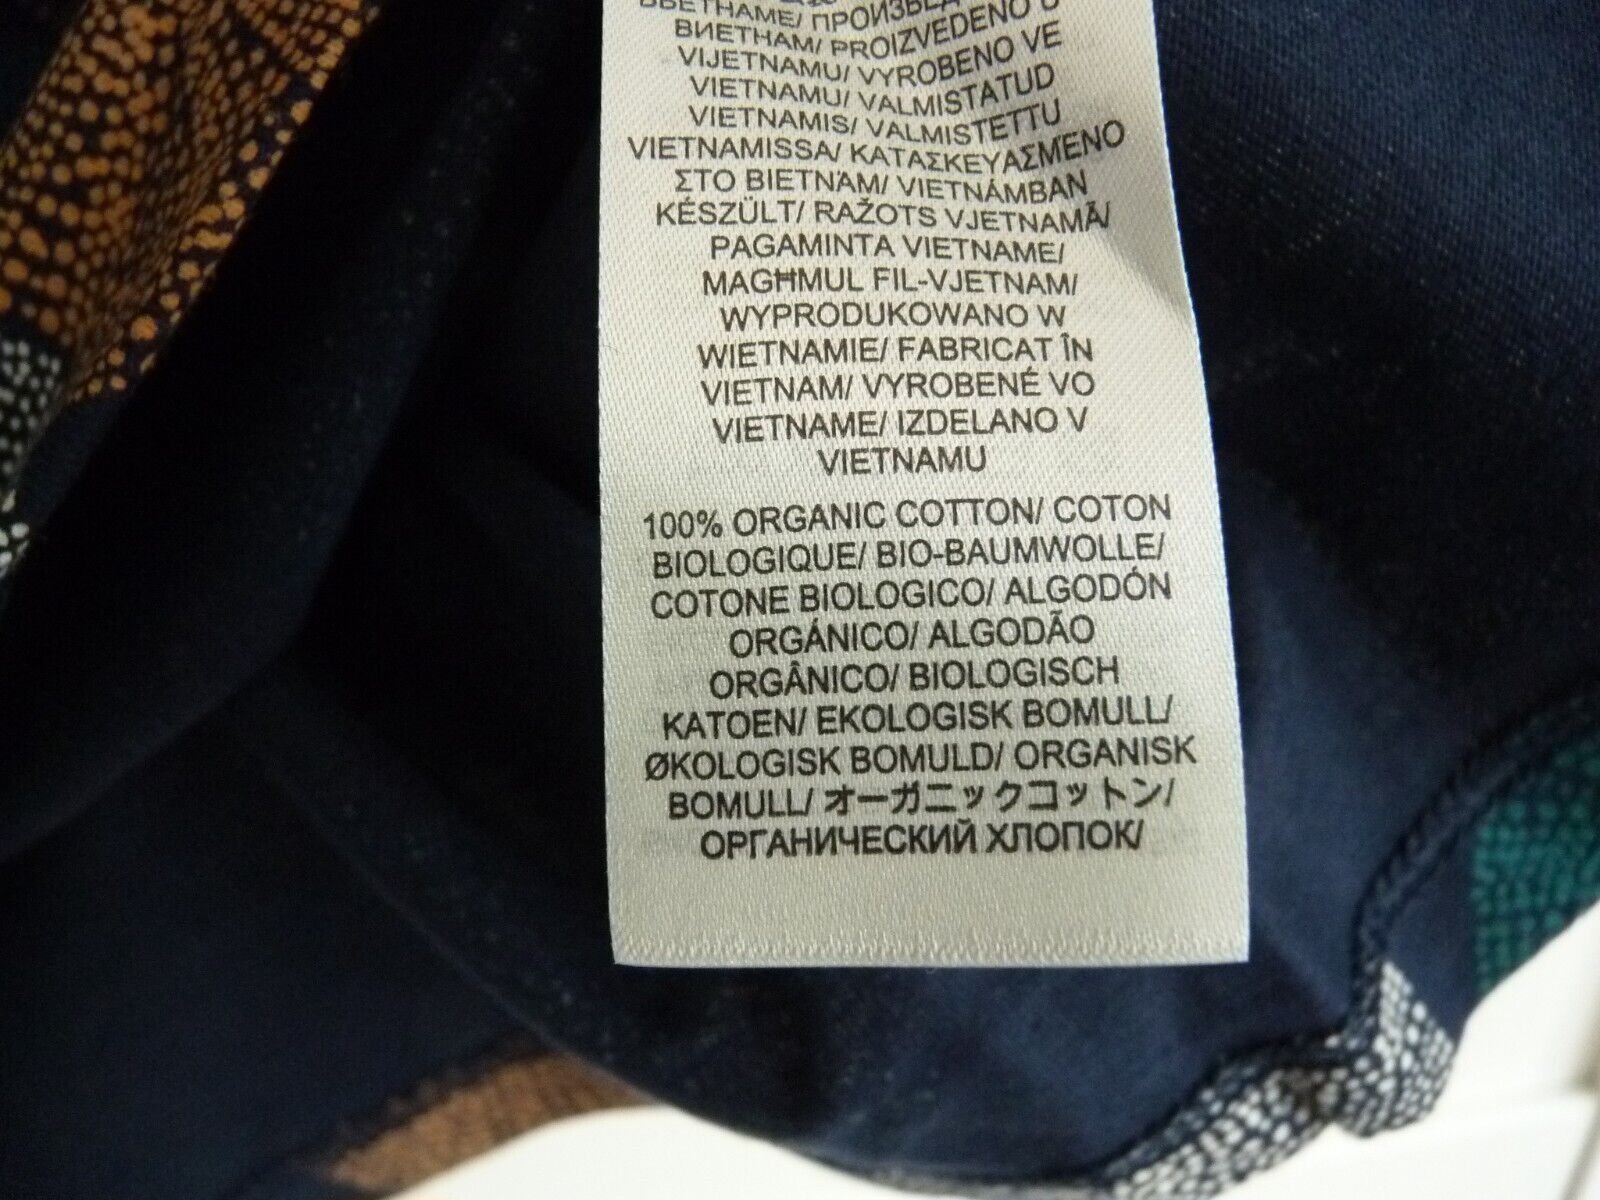 ВЬЕТНАМЕ/ ПРОИЗВЕД
ВИЕТНАМ/ PROIZVEDENO U
VIJETNAMU/ VYROBENO VE
VIETNAMU/ VALMISTATUD
VIETNAMIS/ VALMISTETTU
VIETNAMISSA/ ΚΑΤΑΣΚΕΥΑΣΜΕΝΟ
ΣΤΟ ΒΙΕΤΝΑΜ/ VIETNÁMBAN
KÉSZÜLT/ RAŽOTS VJETNAMĀ/
PAGAMINTA VIETNAME/
MAGĦMUL FIL-VJETNAM/
WYPRODUKOWANO W
WIETNAMIE/ FABRICAT ÎN
VIETNAM/ VYROBENÉ VO
VIETNAME/ IZDELANO V
VIETNAMU
100% ORGANIC COTTON/ COTON
BIOLOGIQUE/ BIO-BAUMWOLLE/
COTONE BIOLOGICO/ ALGODÓN
ORGÁNICO/ ALGODÃO
ORGÂNICO/ BIOLOGISCH
KATOEN/ EKOLOGISK BOMULL/
ØKOLOGISK BOMULD/ ORGANISK
BOMULL/ オーガニックコットン/
ОРГАНИЧЕСКИЙ ХЛОПОК/